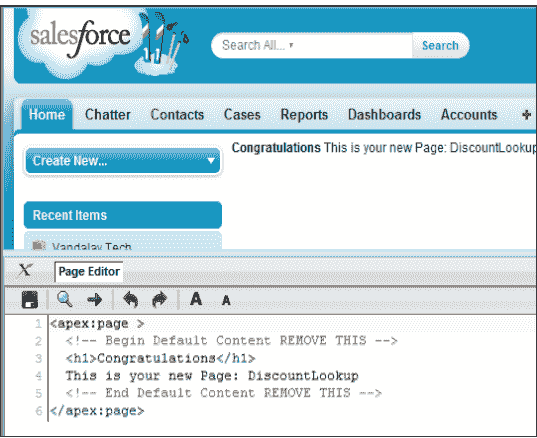 salesforce
Search All...
Search
Home Chatter Contacts Cases Reports Dashboards Accounts +
Create New...
Congratulations This is your new Page: DiscountLookup
Recent Items
Vandalay Tech
X Page Editor
A A
1 <apex:page >
2 <!-- Begin Default Content REMOVE THIS -->
3 <h1>Congratulations</h1>
4 This is your new Page: DiscountLookup
5 <!-- End Default Content REMOVE THIS -->
6 </apex:page>